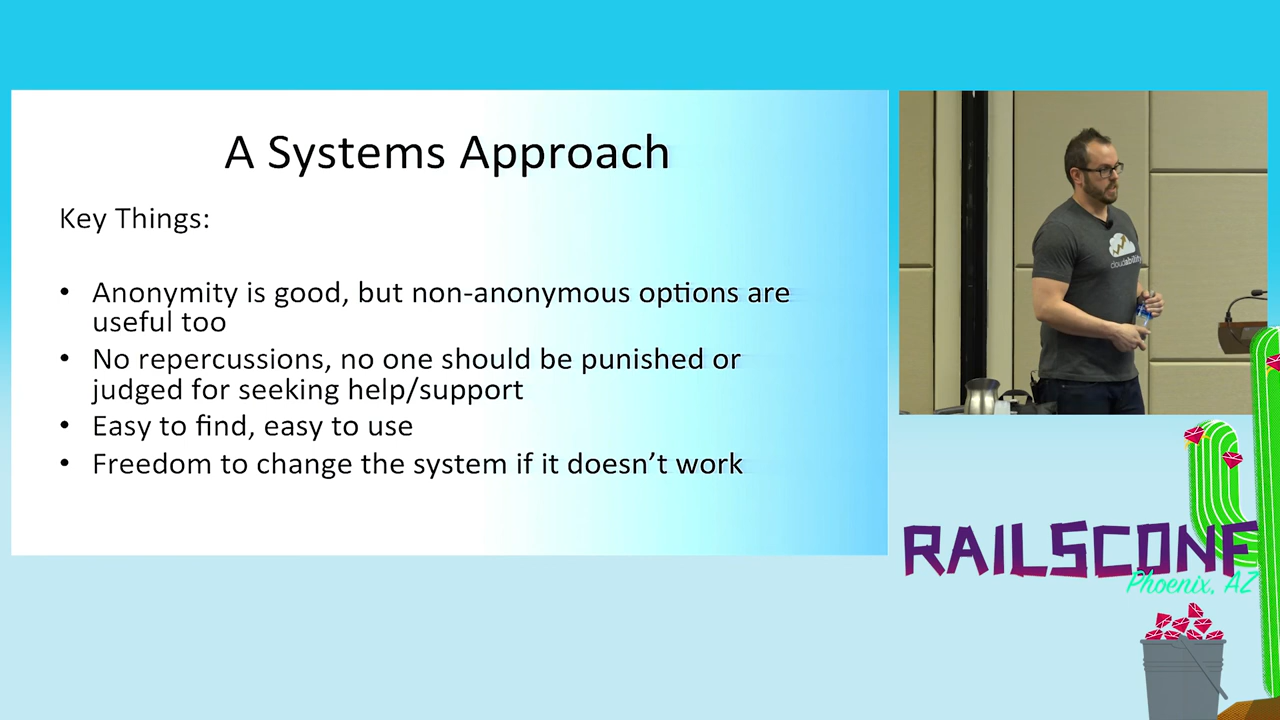 A Systems Approach
Key Things:
• Anonymity is good, but non-anonymous options are
useful too
• No repercussions, no one should be punished or
judged for seeking help/support
• Easy to find, easy to use
• Freedom to change the system if it doesn't work
cloudability
RAILSCONF
Phoenix, AZ